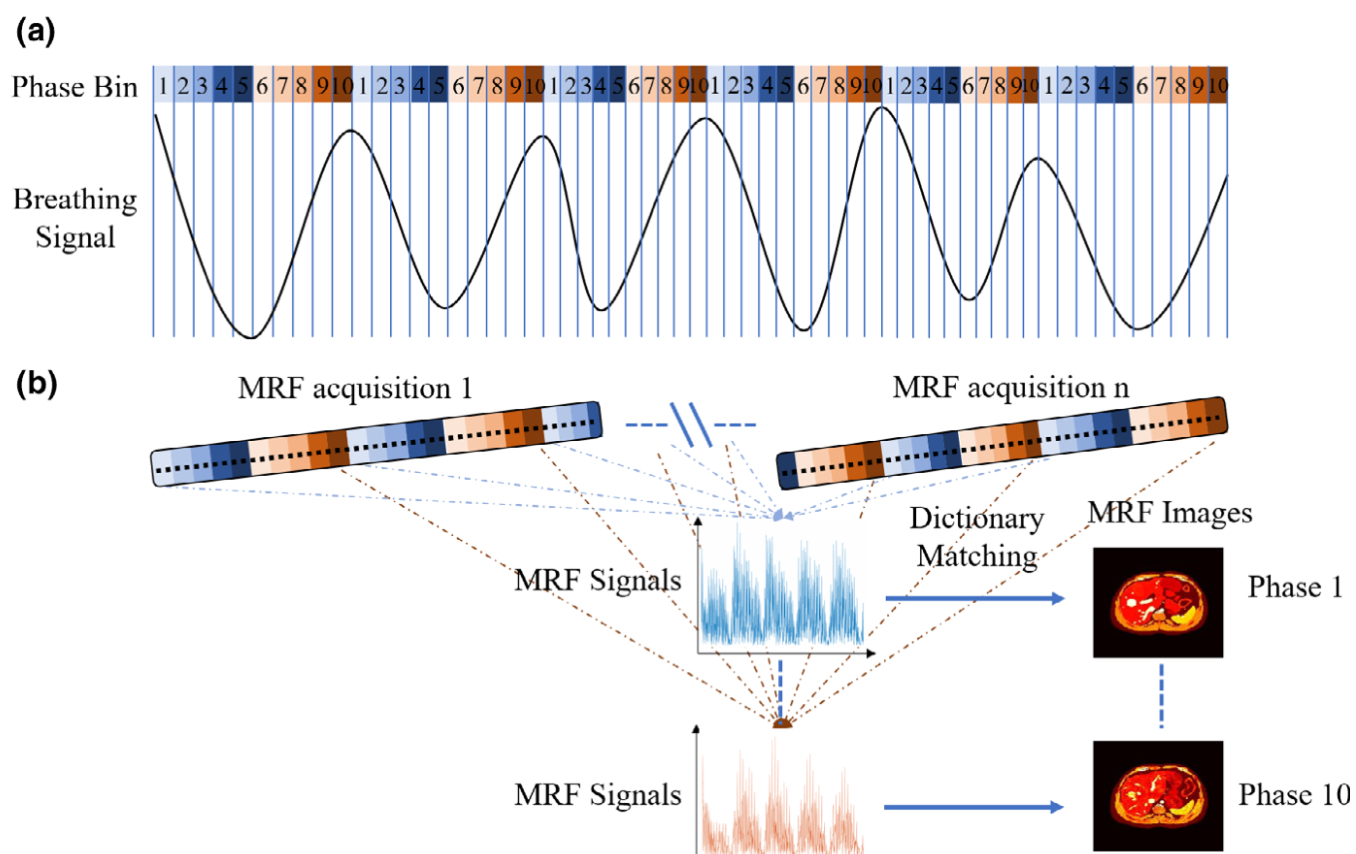 (a)
Phase Bin 1 2 3 4 5 6 7 8 9 10 1 2 3 4 5 6 7 8 9 10 1 2 3 4 5 6 7 8 9 10 1 2 3 4 5 6 7 8 9 10 1 2 3 4 5 6 7 8 9 10 1 2 3 4 5 6 7 8 9 10
Breathing
Signal
(b)
MRF acquisition 1
MRF acquisition n
Dictionary
Matching
MRF Images
MRF Signals
Phase 1
MRF Signals
Phase 10